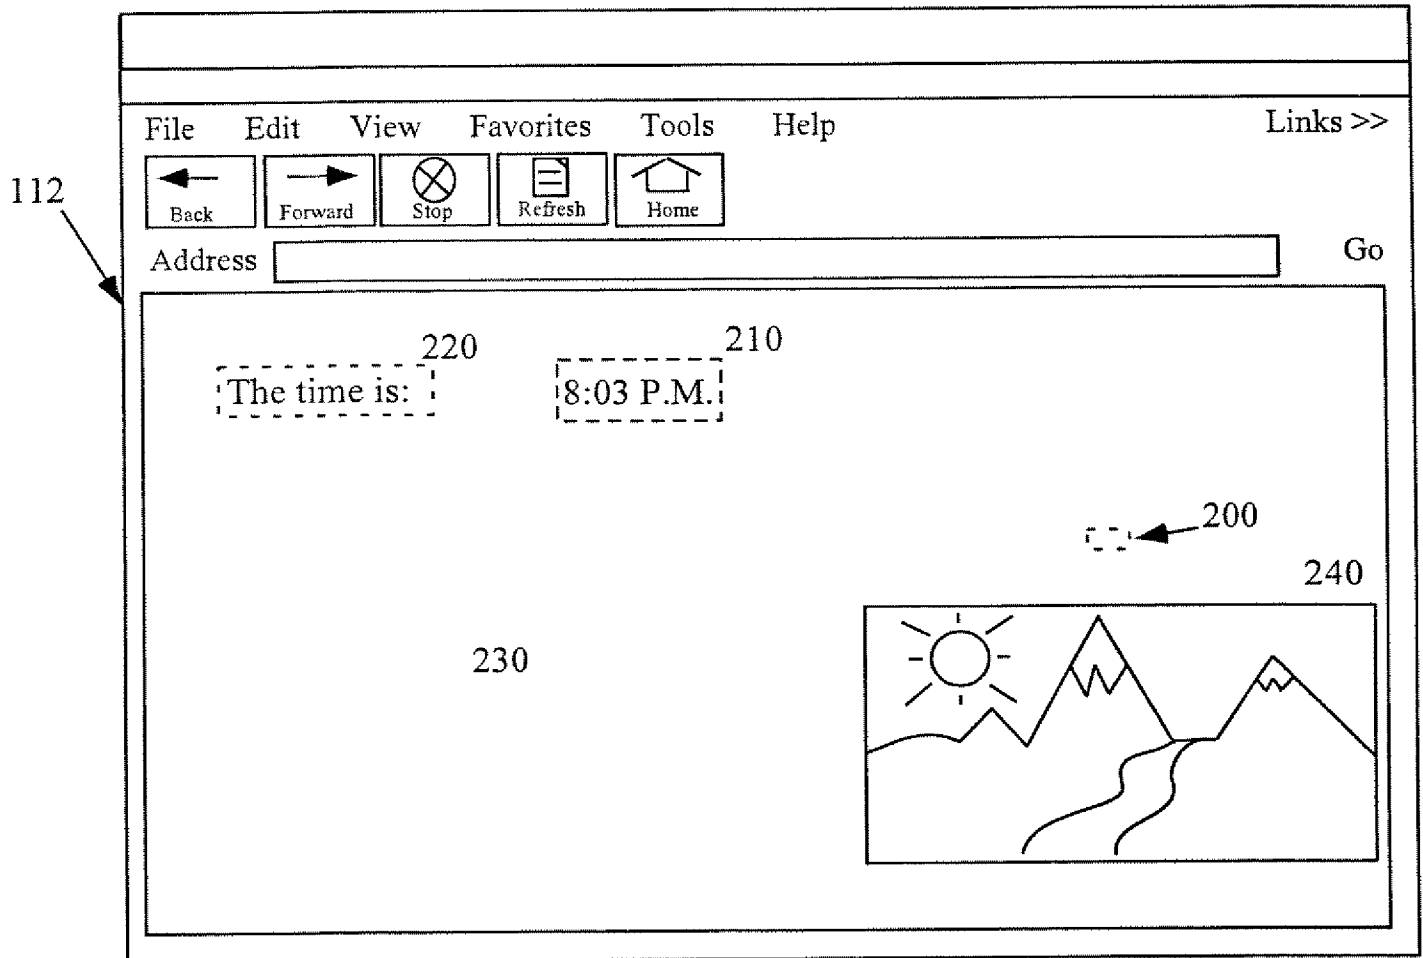 File Edit View Favorites Tools Help Links >>
Back Forward Stop Refresh Home
112
Address Go
220 210
The time is: 8:03 P.M.
200
240
230